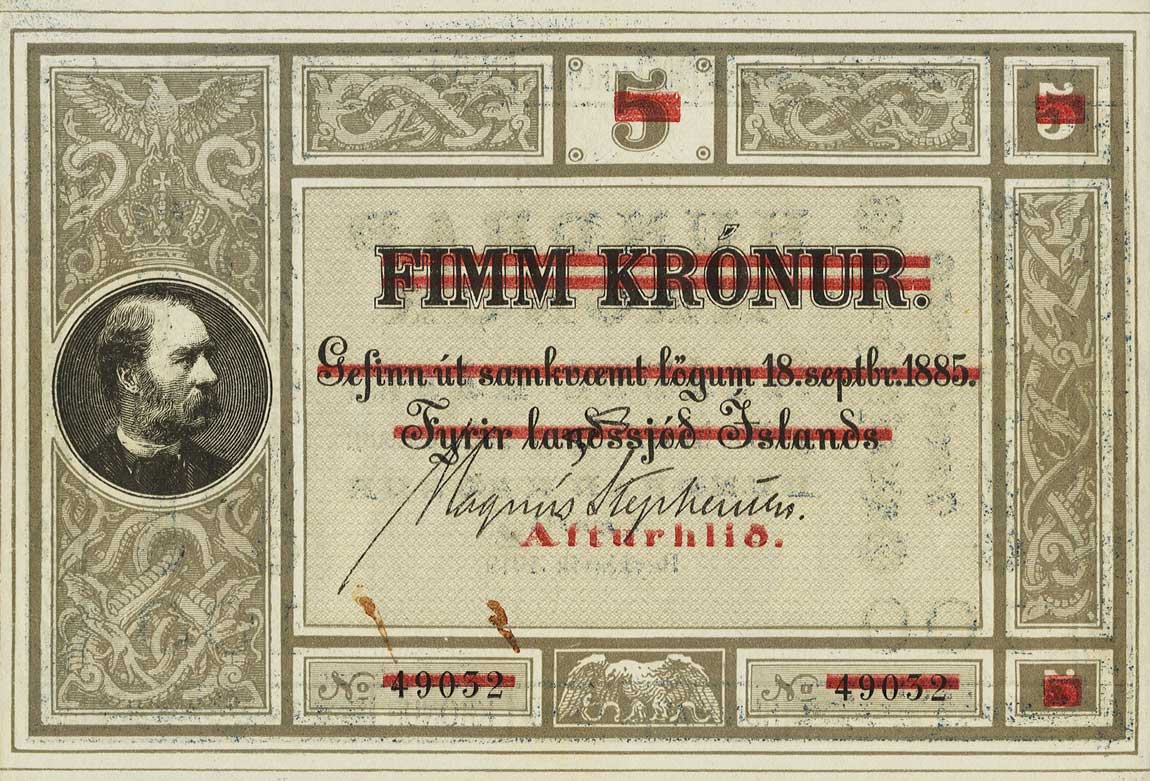 5
5
FIMM KRÓNUR.
Gefinn út samkvæmt lögum 18. septbr. 1885.
Fyrir landssjóð Íslands
Magnús Stephensen.
Afturhlið.
No 49032
No 49032
5